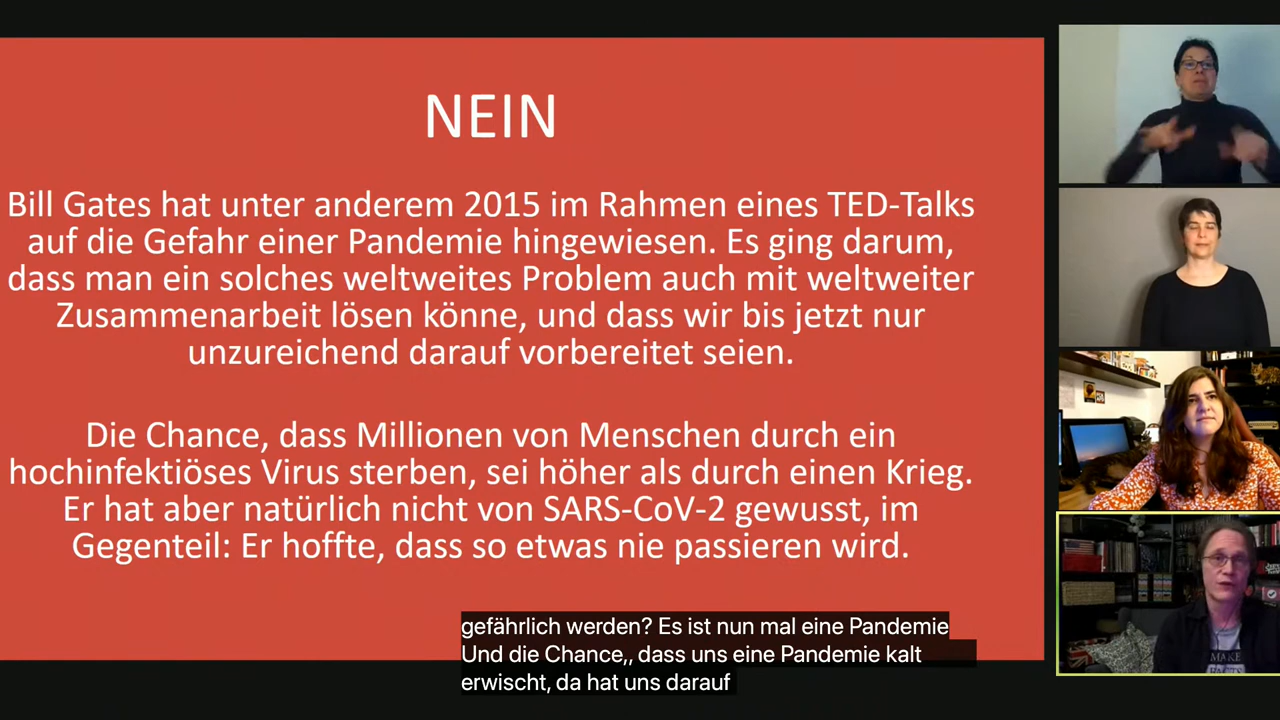 NEIN
Bill Gates hat unter anderem 2015 im Rahmen eines TED-Talks
auf die Gefahr einer Pandemie hingewiesen. Es ging darum,
dass man ein solches weltweites Problem auch mit weltweiter
Zusammenarbeit lösen könne, und dass wir bis jetzt nur
unzureichend darauf vorbereitet seien.
Die Chance, dass Millionen von Menschen durch ein
hochinfektiöses Virus sterben, sei höher als durch einen Krieg.
Er hat aber natürlich nicht von SARS-CoV-2 gewusst, im
Gegenteil: Er hoffte, dass so etwas nie passieren wird.
gefährlich werden? Es ist nun mal eine Pandemie
Und die Chance,, dass uns eine Pandemie kalt
erwischt, da hat uns darauf
MAKE